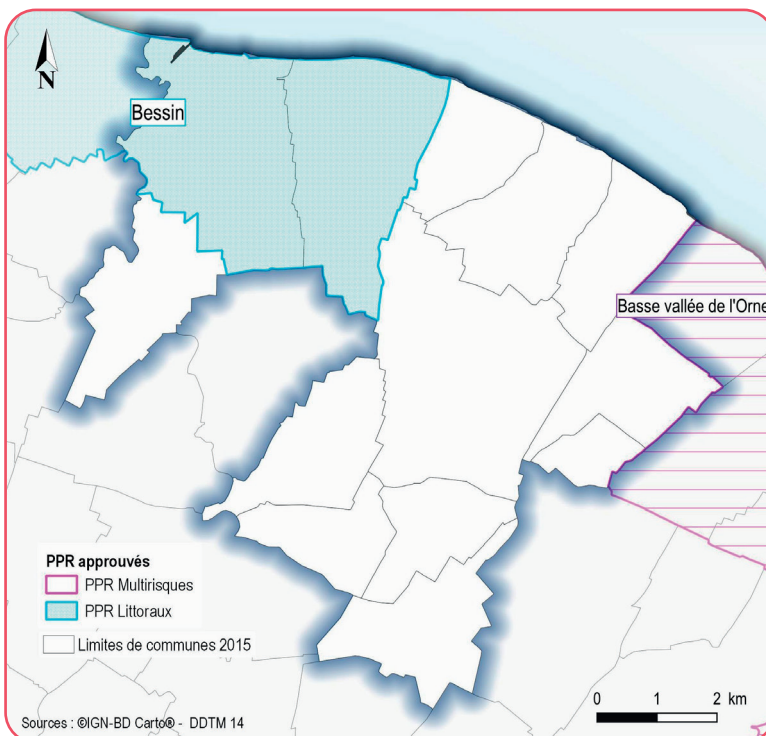 N
Bessin
Basse vallée de l'Orne
PPR approuvés
PPR Multirisques
PPR Littoraux
Limites de communes 2015
0 1 2 km
Sources : ©IGN-BD Carto® - DDTM 14